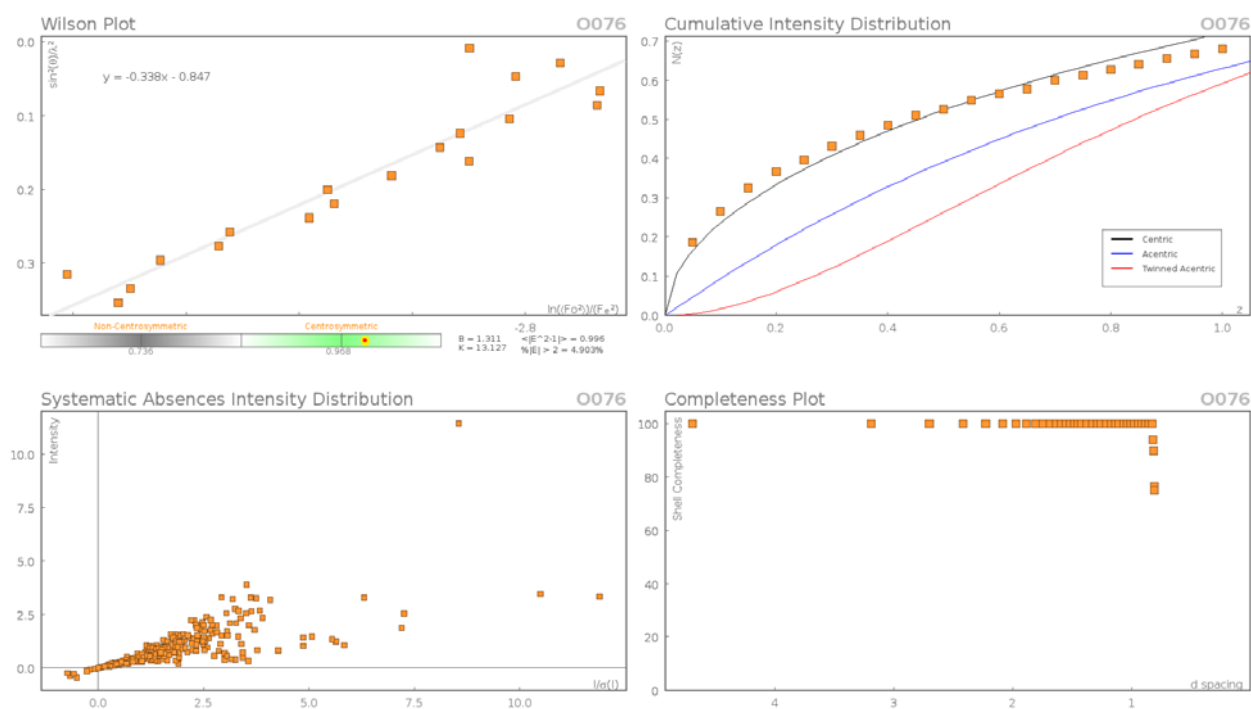 Wilson Plot
O076
0.0
0.1
0.2
0.3
sin²(θ)/λ²
y = -0.338x - 0.847
ln(⟨Fo²⟩)/(Fₑ²)
-2.8
Non-Centrosymmetric
Centrosymmetric
0.736
0.968
B = 1.311
K = 13.127
<|E^2-1|> = 0.996
%|E| > 2 = 4.903%
Cumulative Intensity Distribution
O076
0.7
0.6
0.5
0.4
0.3
0.2
0.1
0.0
N(z)
Centric
Acentric
Twinned Acentric
0.0
0.2
0.4
0.6
0.8
1.0
z
Systematic Absences Intensity Distribution
O076
Intensity
10.0
7.5
5.0
2.5
0.0
I/σ(I)
0.0
2.5
5.0
7.5
10.0
Completeness Plot
O076
Shell Completeness
100
80
60
40
20
0
d spacing
4
3
2
1